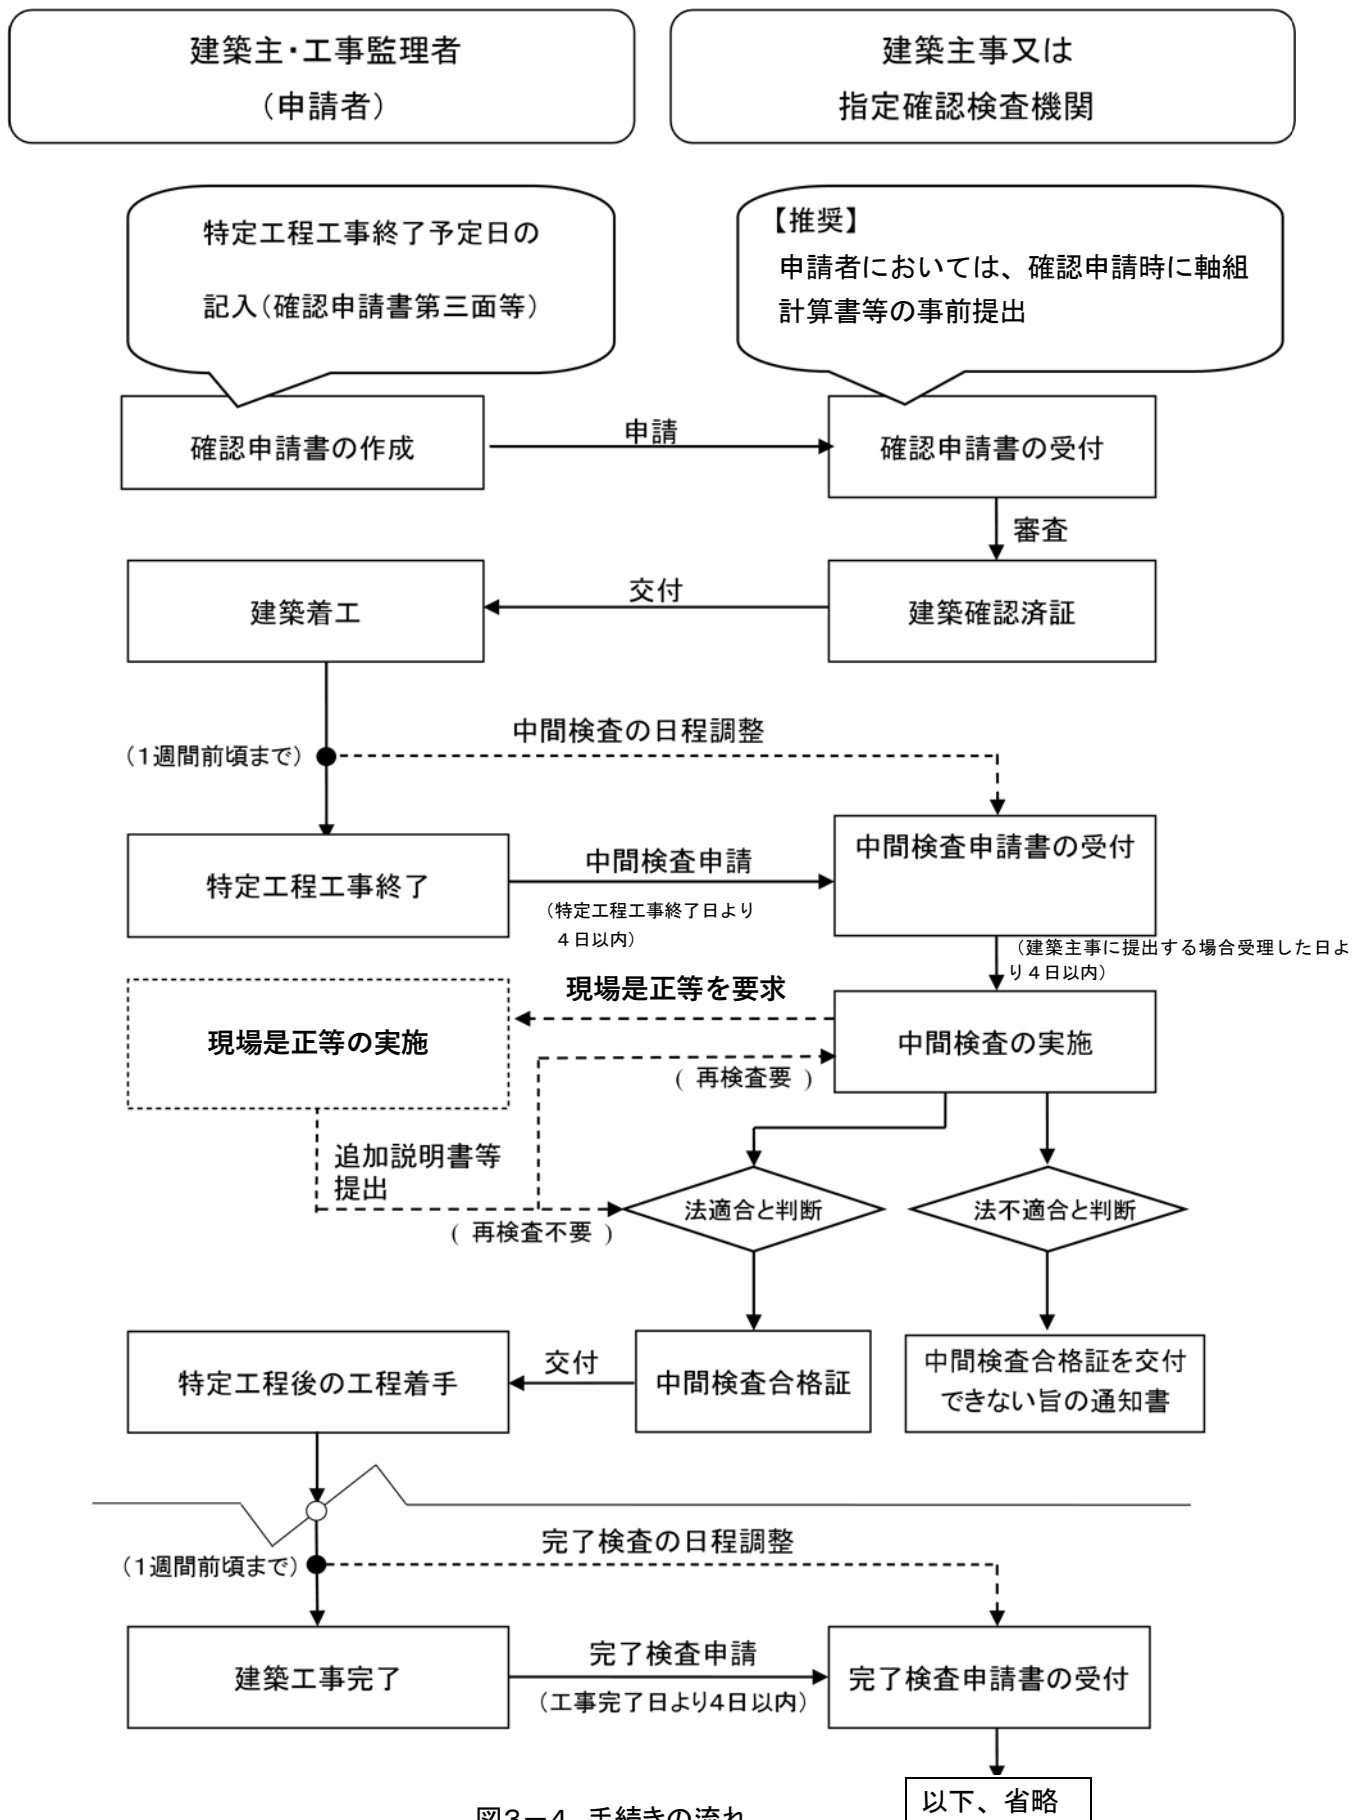 建築主・工事監理者
（申請者）
建築主事又は
指定確認検査機関
特定工程工事終了予定日の
記入（確認申請書第三面等）
【推奨】
申請者においては、確認申請時に軸組
計算書等の事前提出
確認申請書の作成
申請
確認申請書の受付
審査
建築着工
交付
建築確認済証
中間検査の日程調整
（１週間前頃まで）
特定工程工事終了
中間検査申請
（特定工程工事終了日より
４日以内）
中間検査申請書の受付
（建築主事に提出する場合受理した日よ
り４日以内）
現場是正等を要求
現場是正等の実施
中間検査の実施
( 再検査要 )
追加説明書等
提出
( 再検査不要 )
法適合と判断
法不適合と判断
特定工程後の工程着手
交付
中間検査合格証
中間検査合格証を交付
できない旨の通知書
完了検査の日程調整
（１週間前頃まで）
建築工事完了
完了検査申請
（工事完了日より4日以内）
完了検査申請書の受付
以下、省略
図３－４ 手続きの流れ